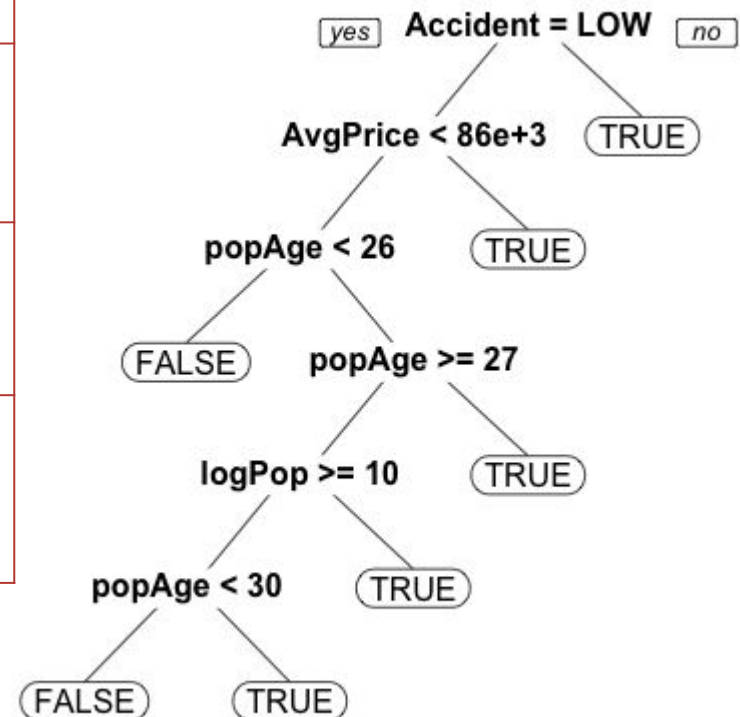 yes Accident = LOW no
AvgPrice < 86e+3 TRUE
popAge < 26 TRUE
FALSE popAge >= 27
logPop >= 10 TRUE
popAge < 30 TRUE
FALSE TRUE